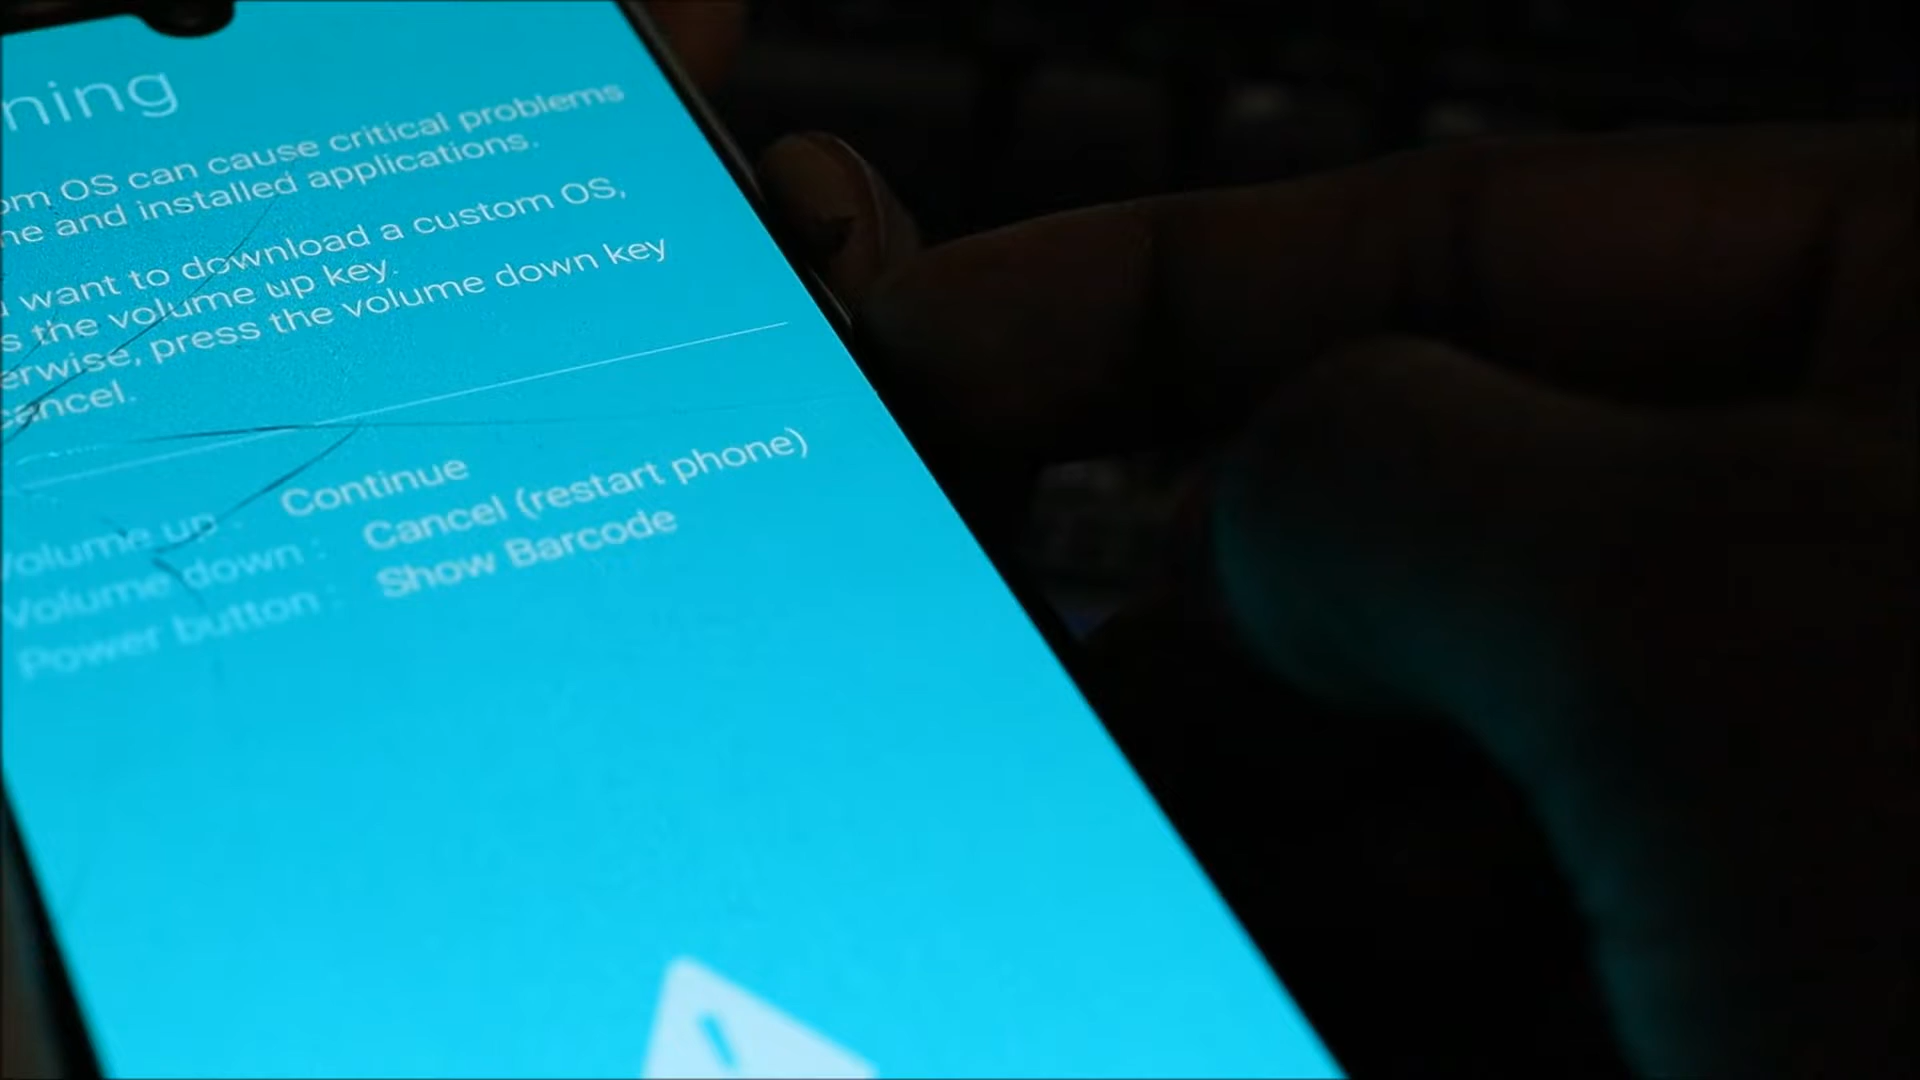 ning
om OS can cause critical problems
ne and installed applications.
want to download a custom OS,
s the volume up key.
erwise, press the volume down key
cancel.
Volume up : Continue
Volume down : Cancel (restart phone)
Power button : Show Barcode